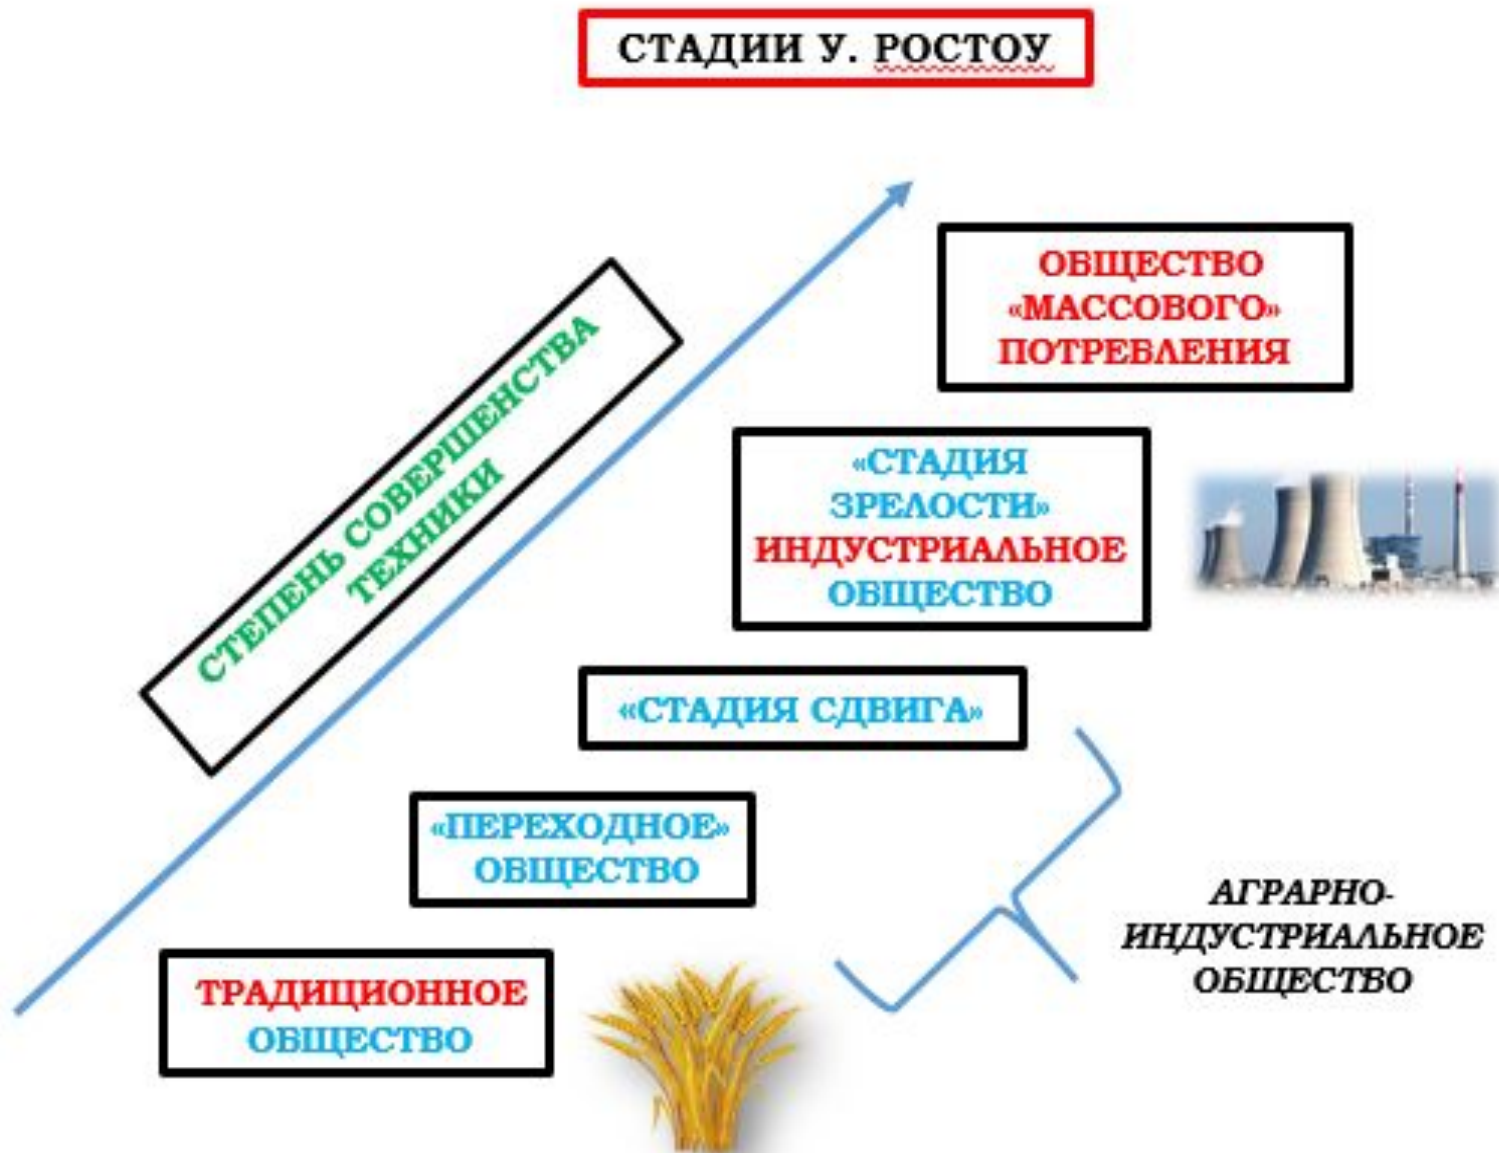 СТАДИИ У. РОСТОУ
СТЕПЕНЬ СОВЕРШЕНСТВА
ТЕХНИКИ
ОБЩЕСТВО
«МАССОВОГО»
ПОТРЕБЛЕНИЯ
«СТАДИЯ
ЗРЕЛОСТИ»
ИНДУСТРИАЛЬНОЕ
ОБЩЕСТВО
«СТАДИЯ СДВИГА»
«ПЕРЕХОДНОЕ»
ОБЩЕСТВО
АГРАРНО-
ИНДУСТРИАЛЬНОЕ
ОБЩЕСТВО
ТРАДИЦИОННОЕ
ОБЩЕСТВО